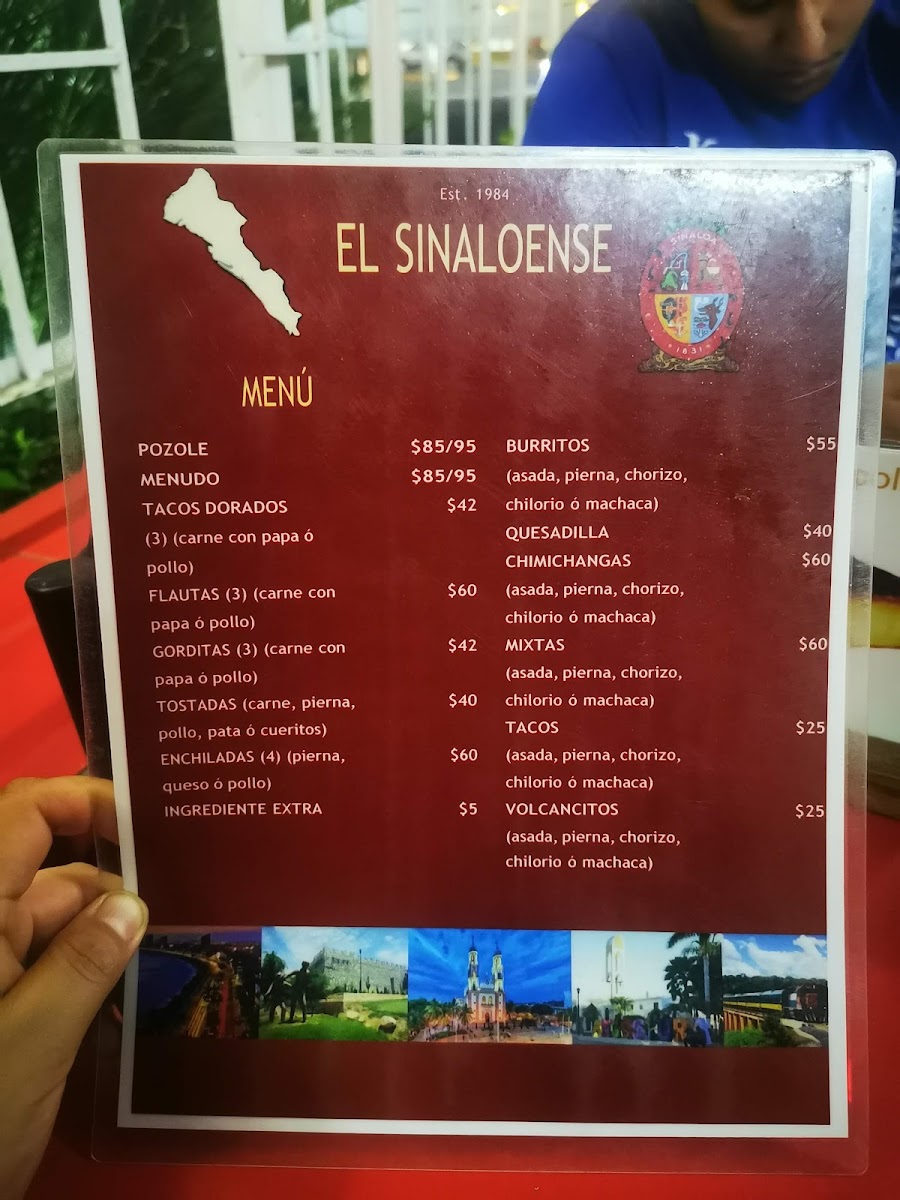 Est. 1984
EL SINALOENSE
SINALOA
1831
MENÚ
POZOLE $85/95
MENUDO $85/95
TACOS DORADOS $42
(3) (carne con papa ó
pollo)
FLAUTAS (3) (carne con $60
papa ó pollo)
GORDITAS (3) (carne con $42
papa ó pollo)
TOSTADAS (carne, pierna, $40
pollo, pata ó cueritos)
ENCHILADAS (4) (pierna, $60
queso ó pollo)
INGREDIENTE EXTRA $5
BURRITOS $55
(asada, pierna, chorizo,
chilorio ó machaca)
QUESADILLA $40
CHIMICHANGAS $60
(asada, pierna, chorizo,
chilorio ó machaca)
MIXTAS $60
(asada, pierna, chorizo,
chilorio ó machaca)
TACOS $25
(asada, pierna, chorizo,
chilorio ó machaca)
VOLCANCITOS $25
(asada, pierna, chorizo,
chilorio ó machaca)